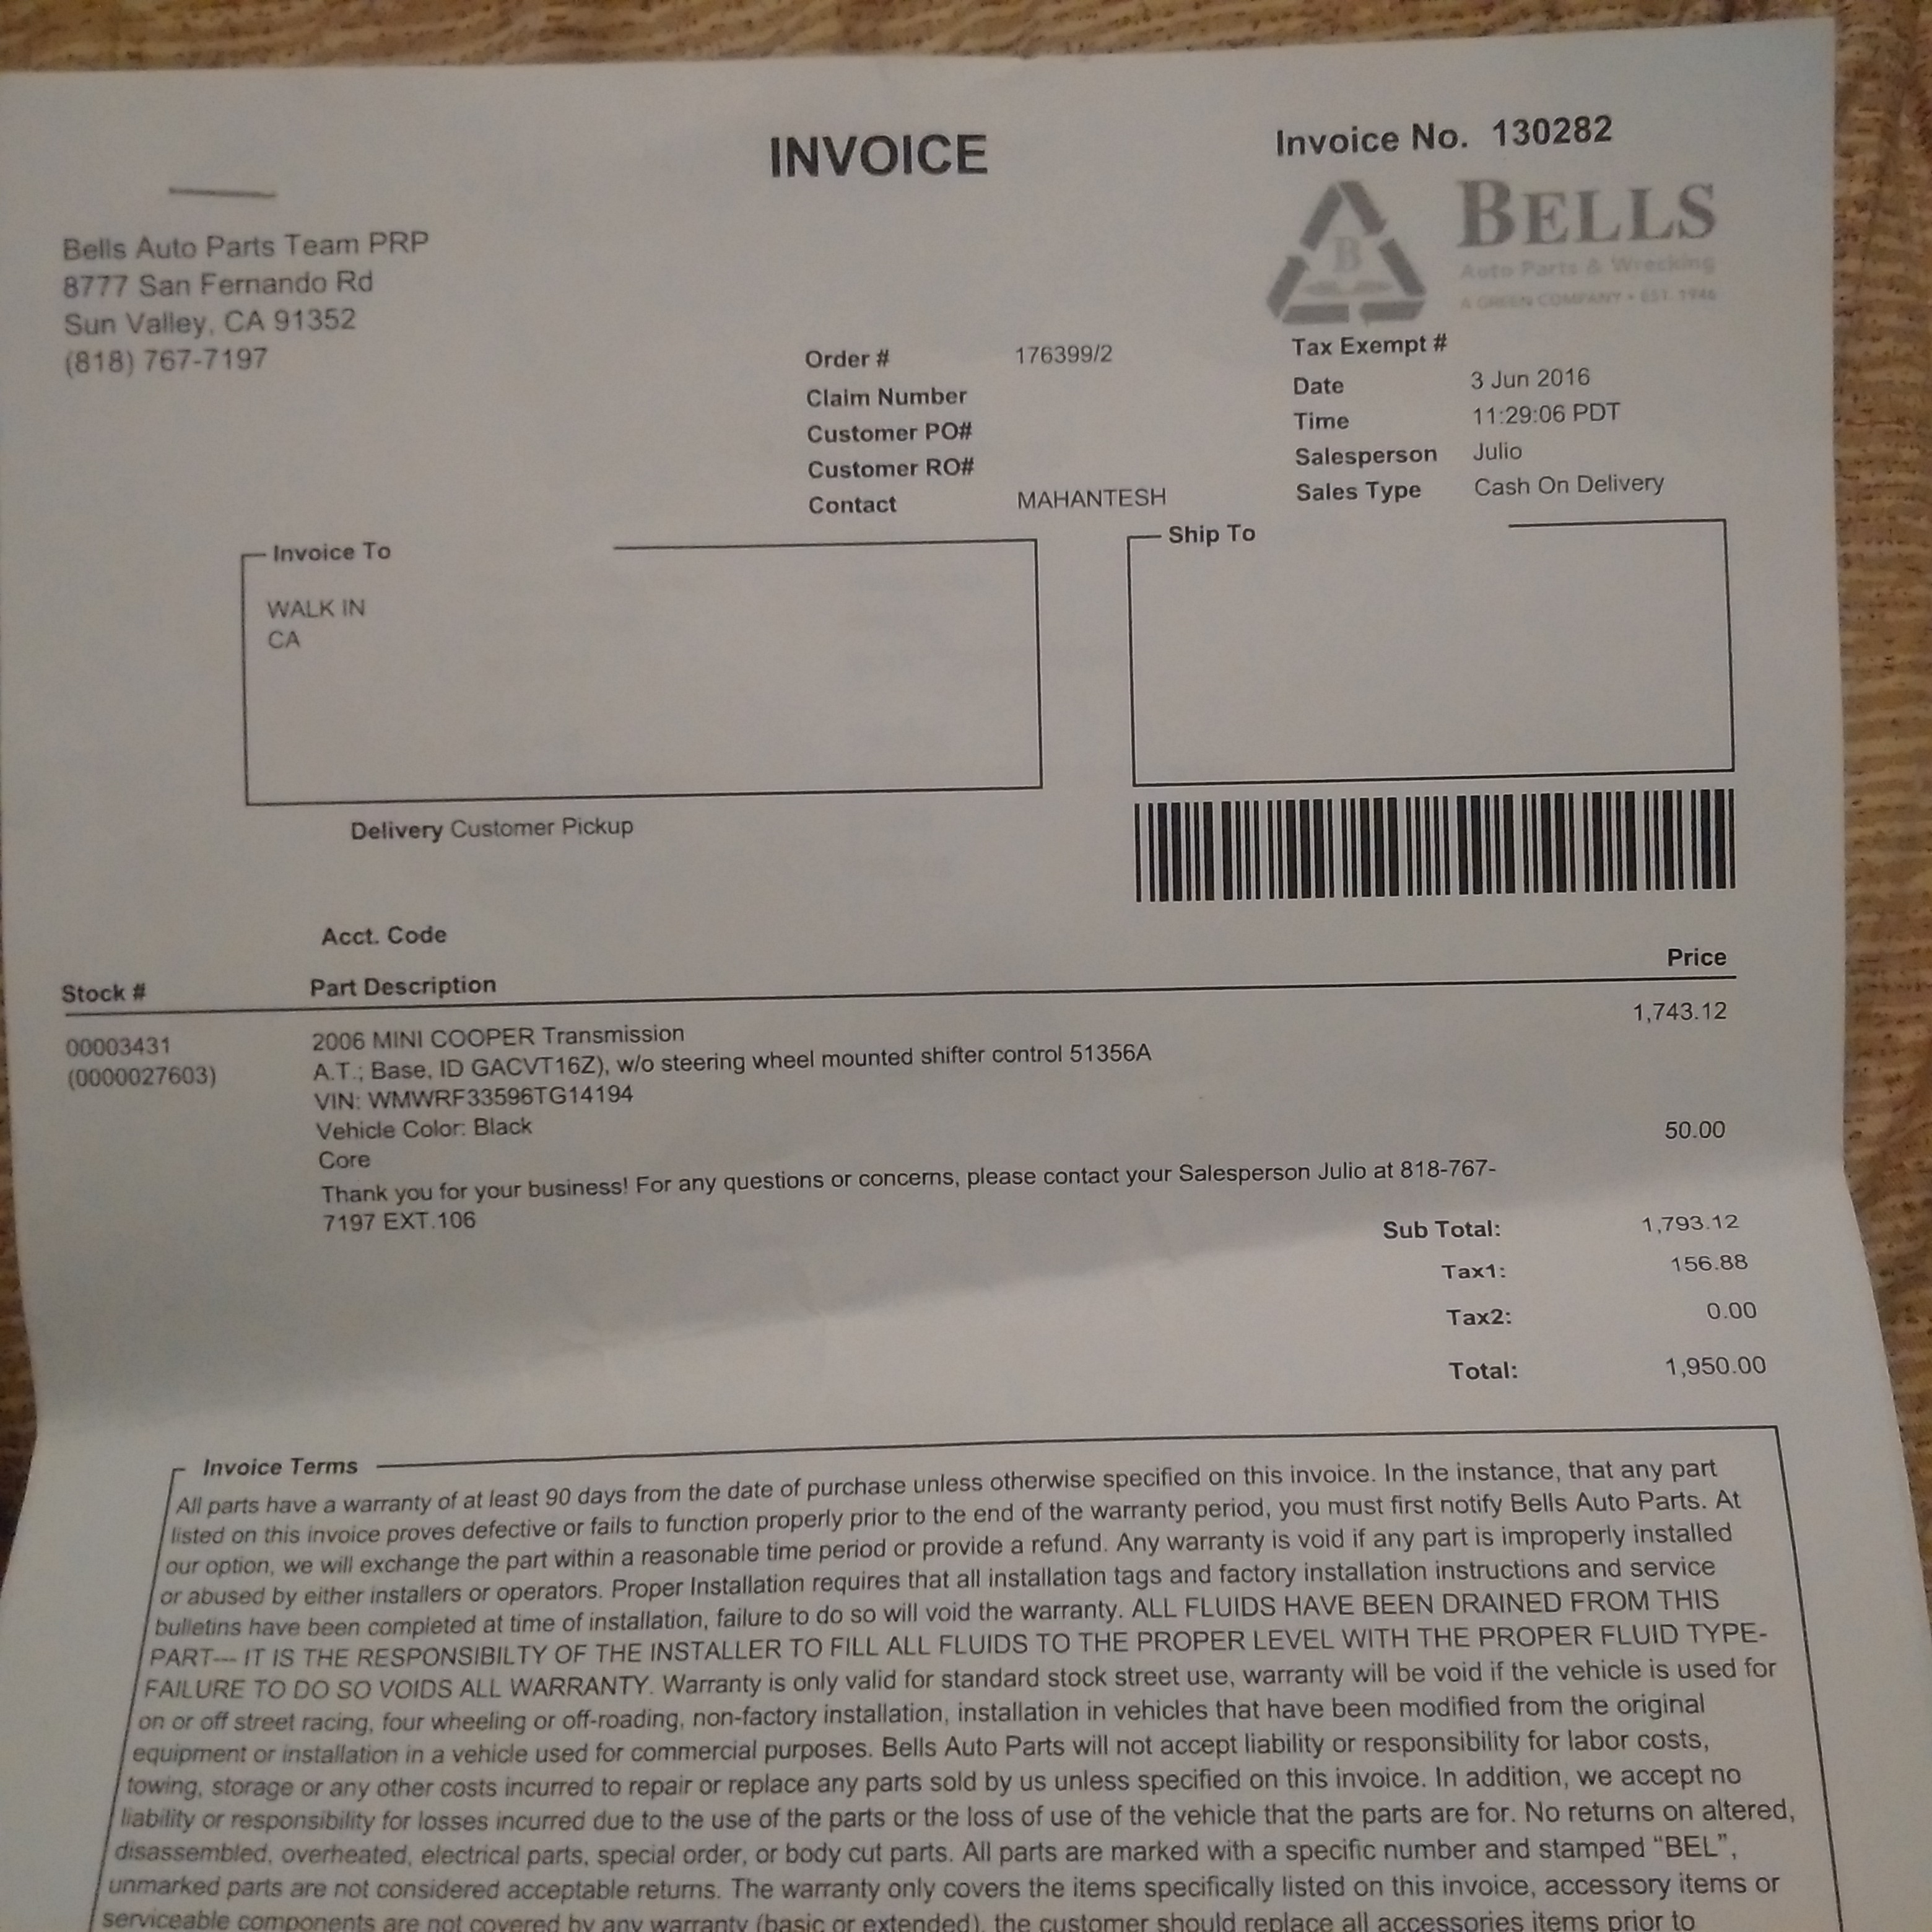 INVOICE
Invoice No. 130282
Bells Auto Parts Team PRP
8777 San Fernando Rd
Sun Valley, CA 91352
(818) 767-7197
B
BELLS
Auto Parts & Wrecking
A GREEN COMPANY • EST. 1946
Order # 176399/2
Claim Number
Customer PO#
Customer RO#
Contact MAHANTESH
Tax Exempt #
Date 3 Jun 2016
Time 11:29:06 PDT
Salesperson Julio
Sales Type Cash On Delivery
Invoice To
WALK IN
CA
Ship To
Delivery Customer Pickup
Acct. Code
Stock # Part Description Price
00003431 2006 MINI COOPER Transmission 1,743.12
(0000027603) A.T.; Base, ID GACVT16Z), w/o steering wheel mounted shifter control 51356A
VIN: WMWRF33596TG14194
Vehicle Color: Black
Core 50.00
Thank you for your business! For any questions or concerns, please contact your Salesperson Julio at 818-767-
7197 EXT.106
Sub Total: 1,793.12
Tax1: 156.88
Tax2: 0.00
Total: 1,950.00
Invoice Terms
All parts have a warranty of at least 90 days from the date of purchase unless otherwise specified on this invoice. In the instance, that any part
listed on this invoice proves defective or fails to function properly prior to the end of the warranty period, you must first notify Bells Auto Parts. At
our option, we will exchange the part within a reasonable time period or provide a refund. Any warranty is void if any part is improperly installed
or abused by either installers or operators. Proper Installation requires that all installation tags and factory installation instructions and service
bulletins have been completed at time of installation, failure to do so will void the warranty. ALL FLUIDS HAVE BEEN DRAINED FROM THIS
PART--- IT IS THE RESPONSIBILTY OF THE INSTALLER TO FILL ALL FLUIDS TO THE PROPER LEVEL WITH THE PROPER FLUID TYPE-
FAILURE TO DO SO VOIDS ALL WARRANTY. Warranty is only valid for standard stock street use, warranty will be void if the vehicle is used for
on or off street racing, four wheeling or off-roading, non-factory installation, installation in vehicles that have been modified from the original
equipment or installation in a vehicle used for commercial purposes. Bells Auto Parts will not accept liability or responsibility for labor costs,
towing, storage or any other costs incurred to repair or replace any parts sold by us unless specified on this invoice. In addition, we accept no
liability or responsibility for losses incurred due to the use of the parts or the loss of use of the vehicle that the parts are for. No returns on altered,
disassembled, overheated, electrical parts, special order, or body cut parts. All parts are marked with a specific number and stamped “BEL”,
unmarked parts are not considered acceptable returns. The warranty only covers the items specifically listed on this invoice, accessory items or
serviceable components are not covered by any warranty (basic or extended), the customer should replace all accessories items prior to